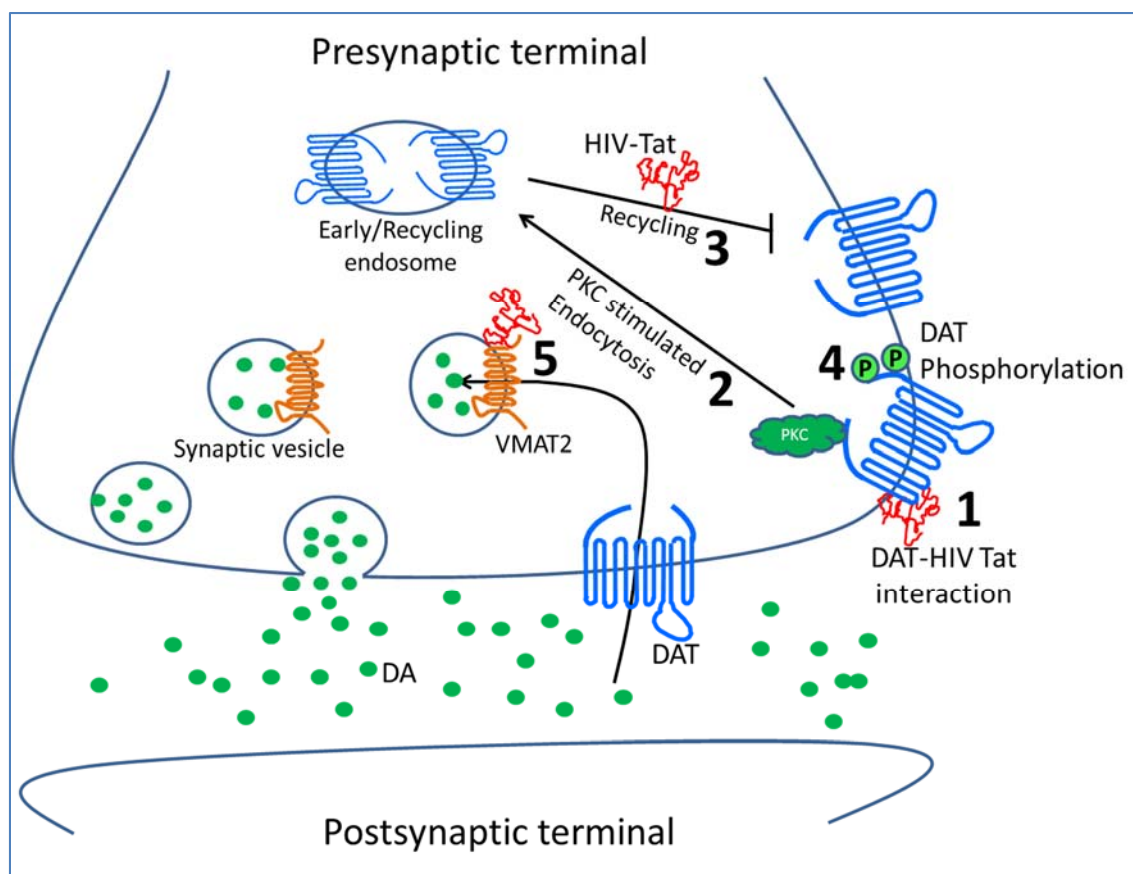 Presynaptic terminal
HIV-Tat
Recycling
3
Early/Recycling
endosome
PKC stimulated
Endocytosis
2
DAT
Phosphorylation
4
P
P
5
PKC
VMAT2
Synaptic vesicle
1
DAT-HIV Tat
interaction
DAT
DA
Postsynaptic terminal